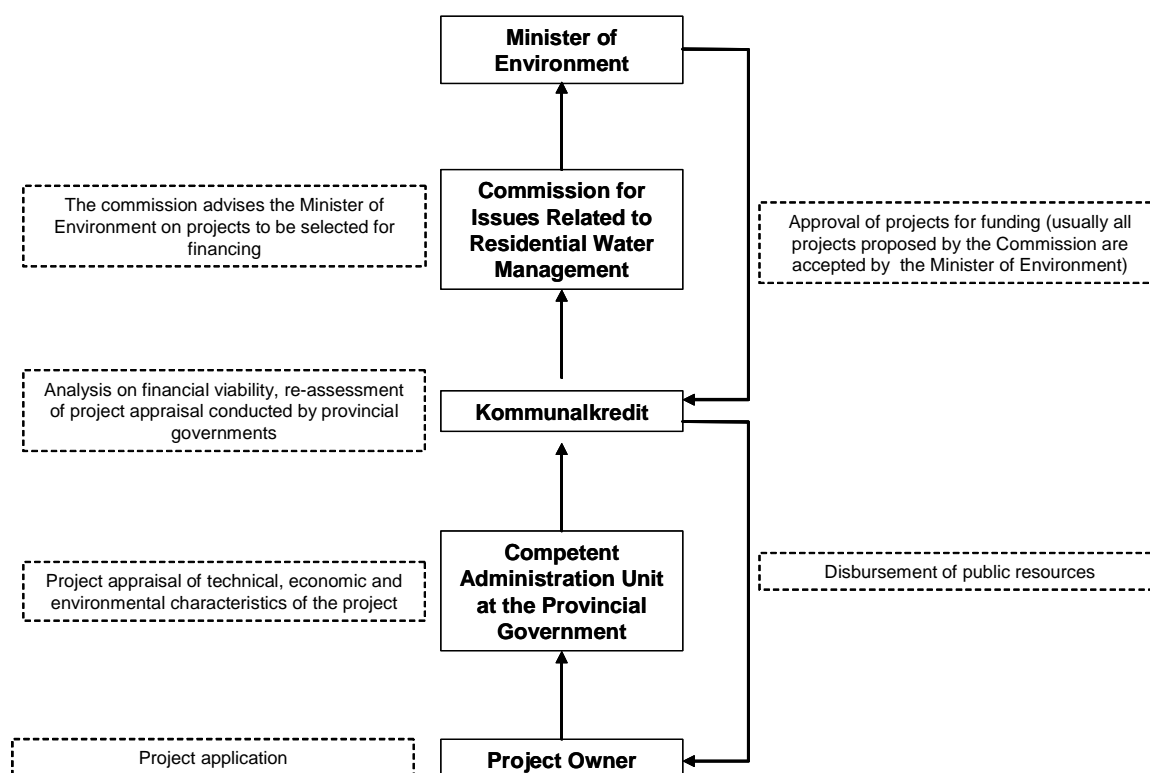 Minister of
Environment
The commission advises the Minister of
Environment on projects to be selected for
financing
Commission for
Issues Related to
Residential Water
Management
Approval of projects for funding (usually all
projects proposed by the Commission are
accepted by the Minister of Environment)
Analysis on financial viability, re-assessment
of project appraisal conducted by provincial
governments
Kommunalkredit
Project appraisal of technical, economic and
environmental characteristics of the project
Competent
Administration Unit
at the Provincial
Government
Disbursement of public resources
Project application
Project Owner